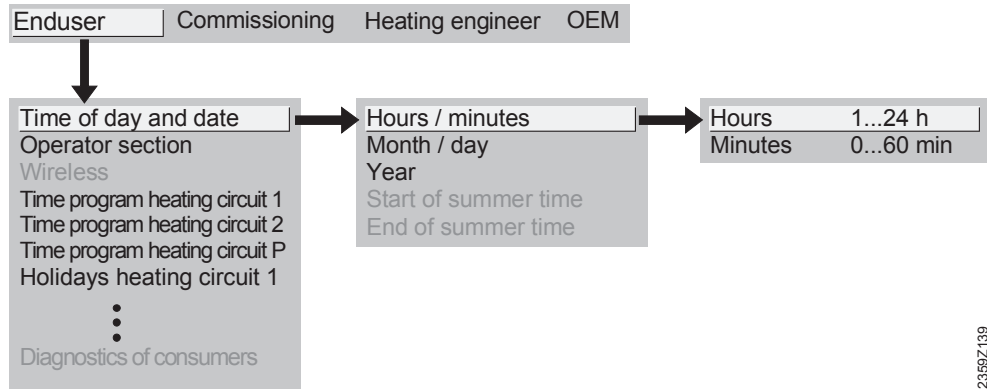 Enduser Commissioning Heating engineer OEM
Time of day and date
Operator section
Wireless
Time program heating circuit 1
Time program heating circuit 2
Time program heating circuit P
Holidays heating circuit 1
Diagnostics of consumers
Hours / minutes
Month / day
Year
Start of summer time
End of summer time
Hours 1...24 h
Minutes 0...60 min
2359Z139